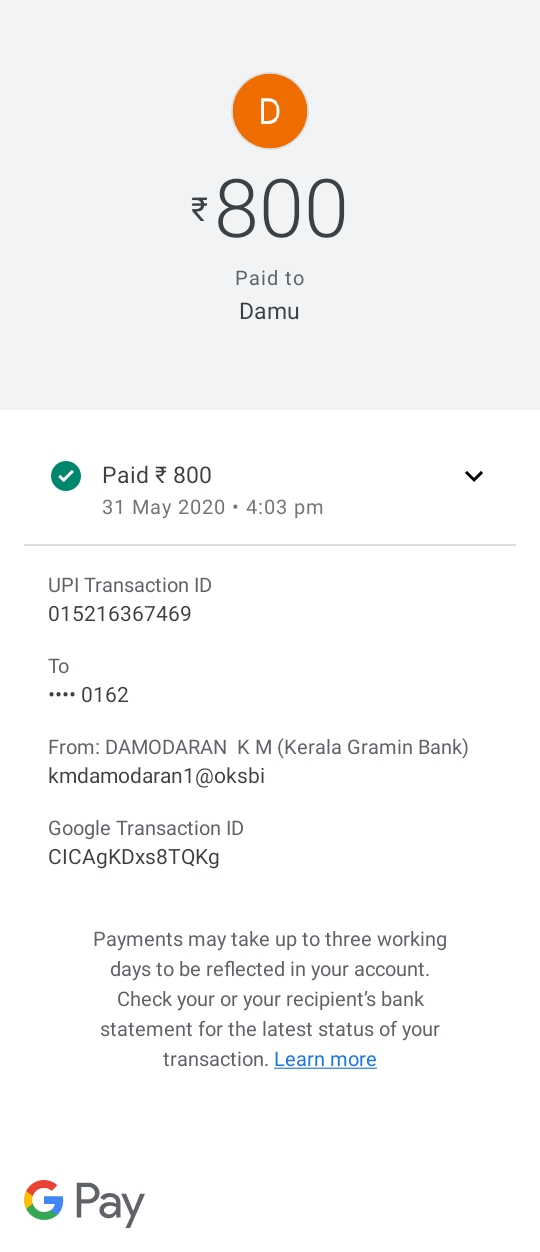 D
₹800
Paid to
Damu
Paid ₹ 800
31 May 2020 • 4:03 pm
UPI Transaction ID
015216367469
To
•••• 0162
From: DAMODARAN  K M (Kerala Gramin Bank)
kmdamodaran1@oksbi
Google Transaction ID
CICAgKDxs8TQKg
Payments may take up to three working
days to be reflected in your account.
Check your or your recipient's bank
statement for the latest status of your
transaction. Learn more
G Pay